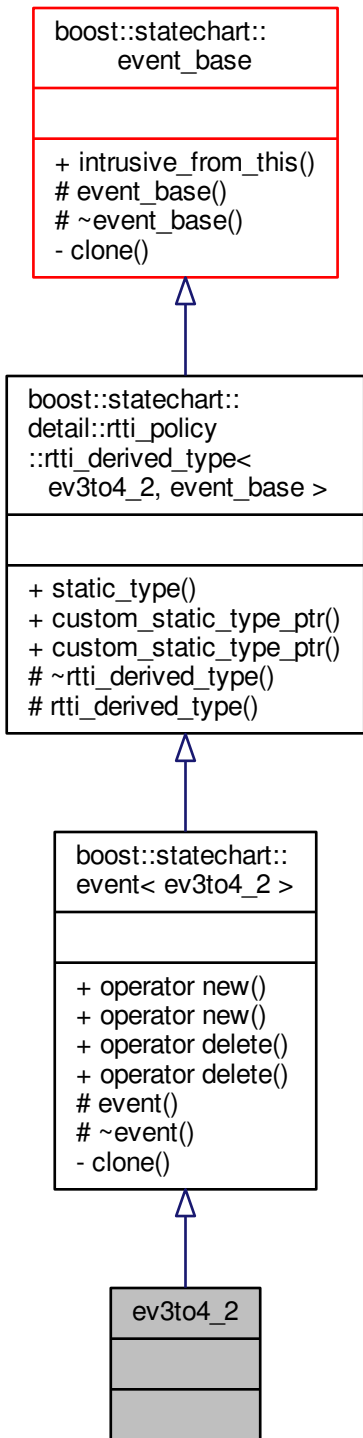 boost::statechart::
event_base
+ intrusive_from_this()
# event_base()
# ~event_base()
- clone()
boost::statechart::
detail::rtti_policy
::rtti_derived_type<
ev3to4_2, event_base >
+ static_type()
+ custom_static_type_ptr()
+ custom_static_type_ptr()
# ~rtti_derived_type()
# rtti_derived_type()
boost::statechart::
event< ev3to4_2 >
+ operator new()
+ operator new()
+ operator delete()
+ operator delete()
# event()
# ~event()
- clone()
ev3to4_2